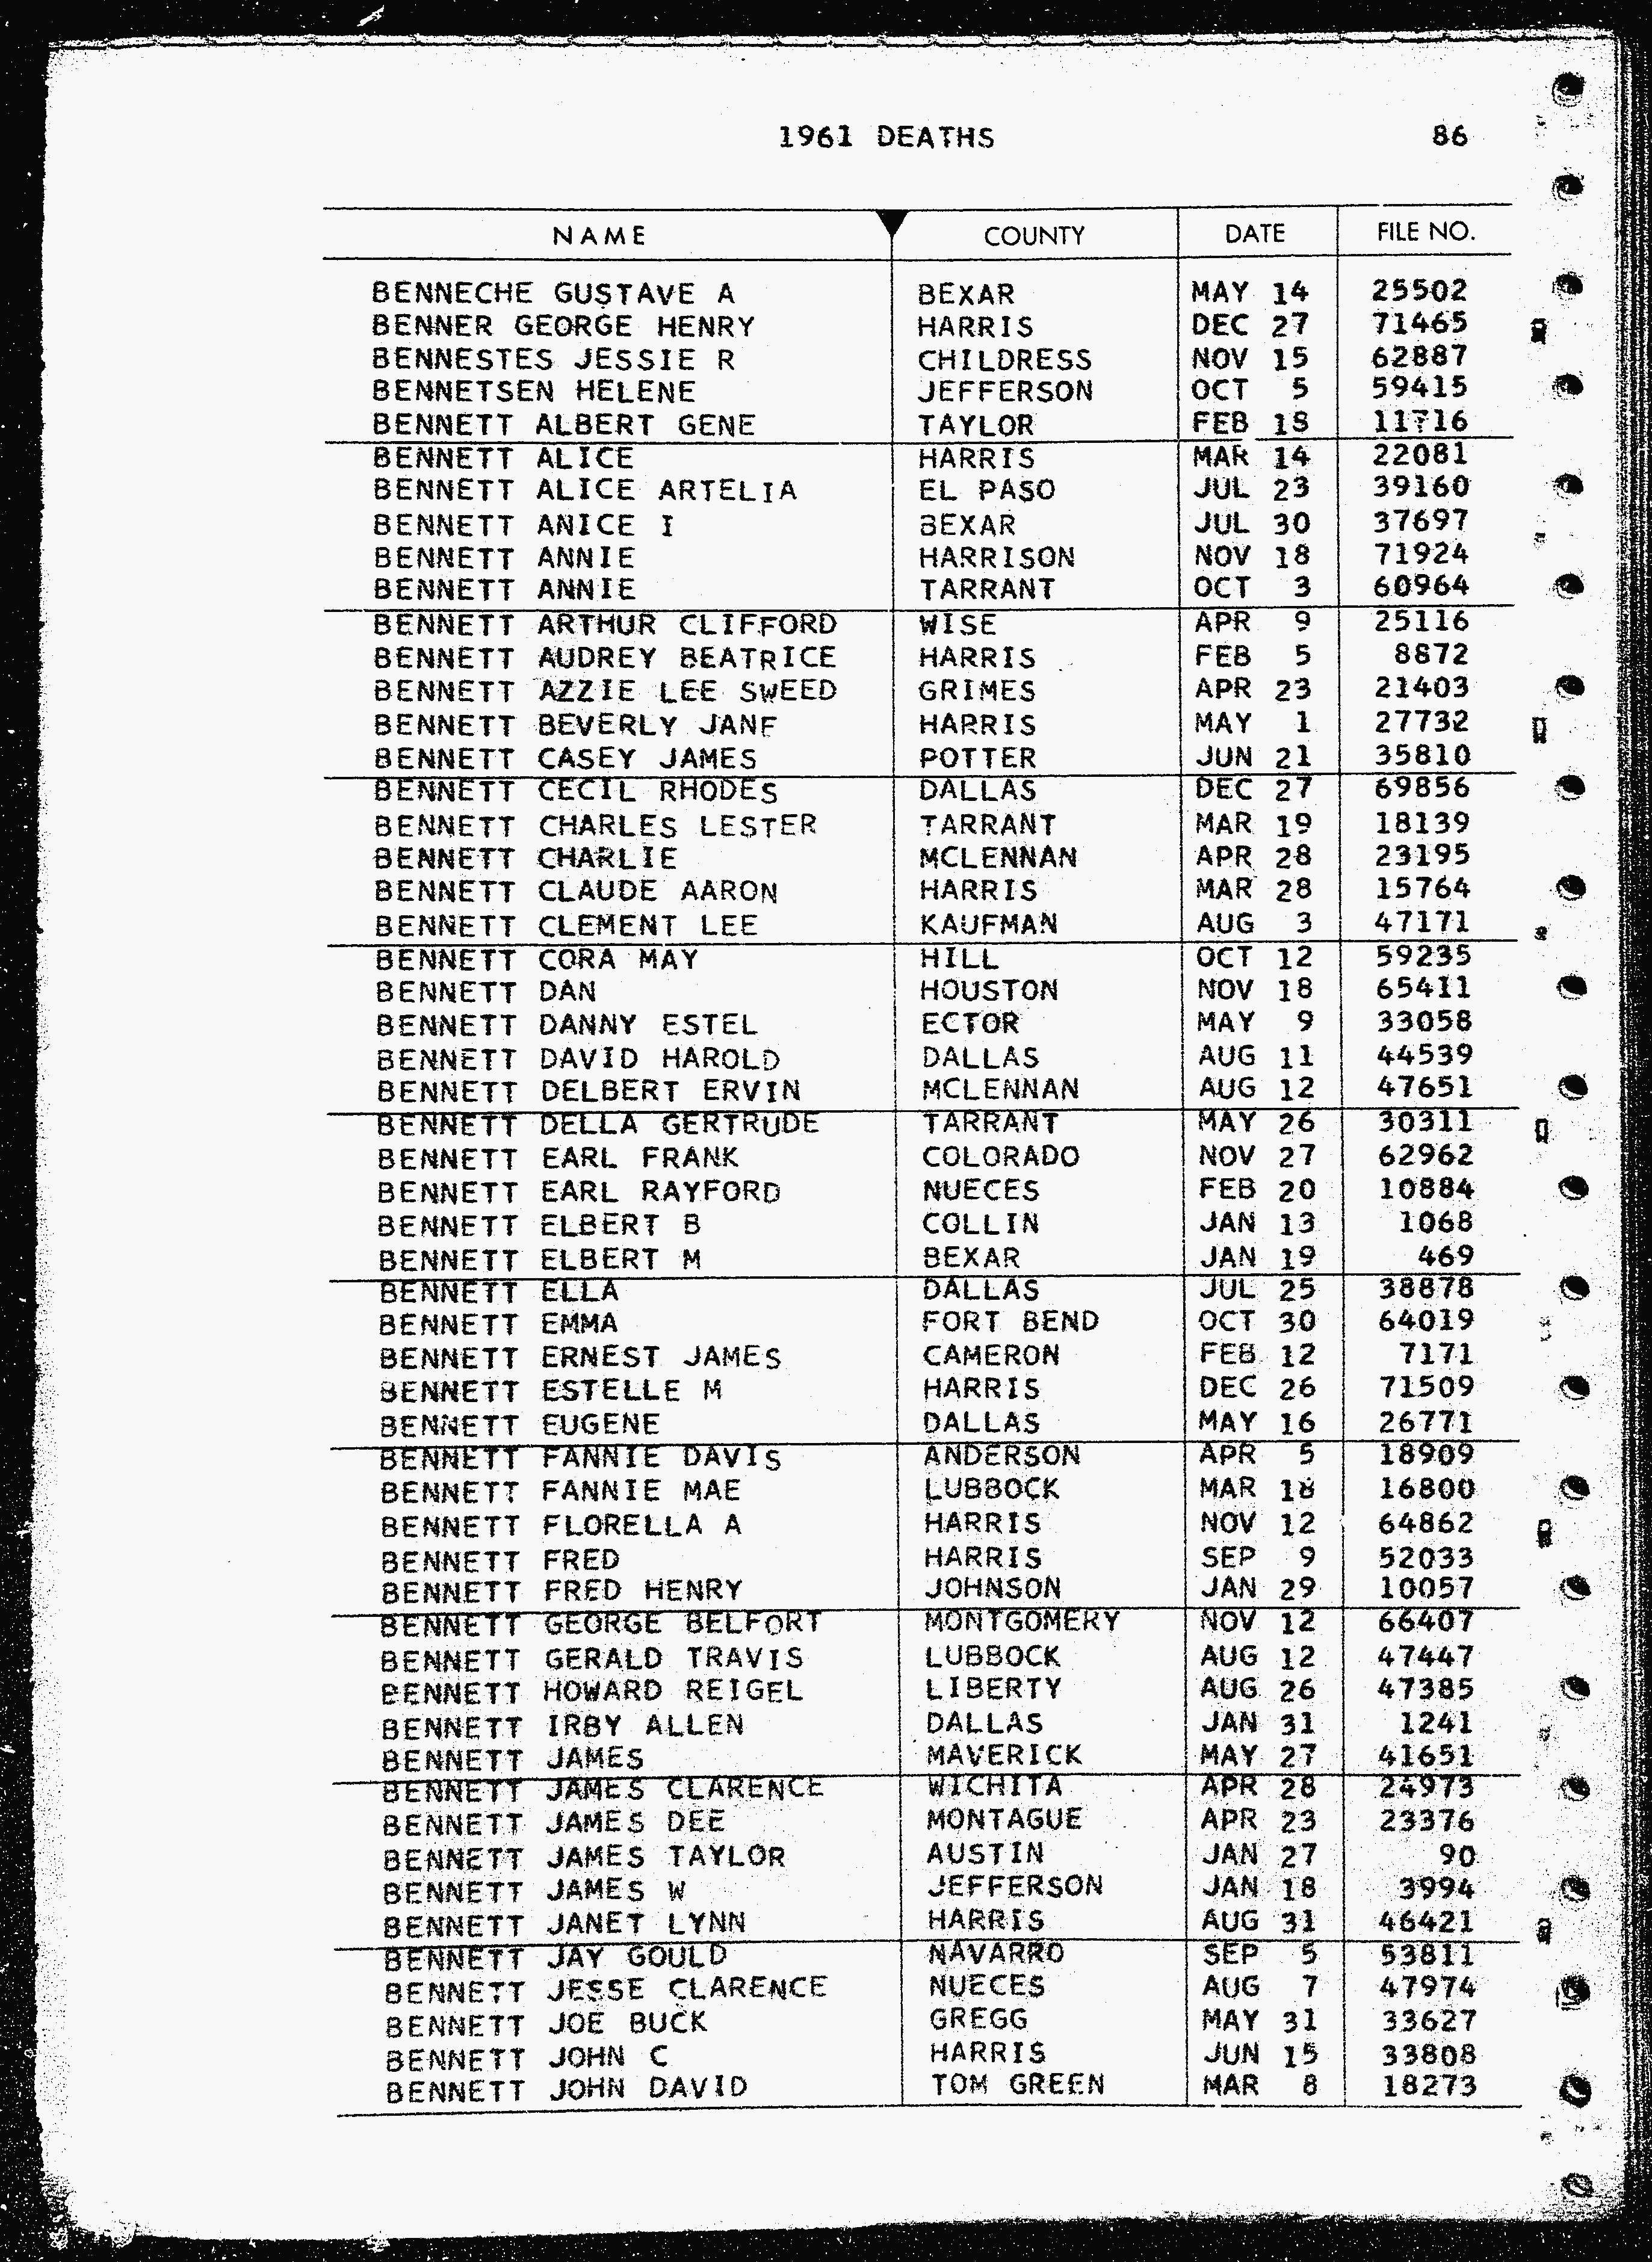 1961 DEATHS 86
NAME COUNTY DATE FILE NO.
BENNECHE GUSTAVE A BEXAR MAY 14 25502
BENNER GEORGE HENRY HARRIS DEC 27 71465
BENNESTES JESSIE R CHILDRESS NOV 15 62887
BENNETSEN HELENE JEFFERSON OCT 5 59415
BENNETT ALBERT GENE TAYLOR FEB 18 11716
BENNETT ALICE HARRIS MAR 14 22081
BENNETT ALICE ARTELIA EL PASO JUL 23 39160
BENNETT ANICE I BEXAR JUL 30 37697
BENNETT ANNIE HARRISON NOV 18 71924
BENNETT ANNIE TARRANT OCT 3 60964
BENNETT ARTHUR CLIFFORD WISE APR 9 25116
BENNETT AUDREY BEATRICE HARRIS FEB 5 8872
BENNETT AZZIE LEE SWEED GRIMES APR 23 21403
BENNETT BEVERLY JANE HARRIS MAY 1 27732
BENNETT CASEY JAMES POTTER JUN 21 35810
BENNETT CECIL RHODES DALLAS DEC 27 69856
BENNETT CHARLES LESTER TARRANT MAR 19 18139
BENNETT CHARLIE MCLENNAN APR 28 23195
BENNETT CLAUDE AARON HARRIS MAR 28 15764
BENNETT CLEMENT LEE KAUFMAN AUG 3 47171
BENNETT CORA MAY HILL OCT 12 59235
BENNETT DAN HOUSTON NOV 18 65411
BENNETT DANNY ESTEL ECTOR MAY 9 33058
BENNETT DAVID HAROLD DALLAS AUG 11 44539
BENNETT DELBERT ERVIN MCLENNAN AUG 12 47651
BENNETT DELLA GERTRUDE TARRANT MAY 26 30311
BENNETT EARL FRANK COLORADO NOV 27 62962
BENNETT EARL RAYFORD NUECES FEB 20 10884
BENNETT ELBERT B COLLIN JAN 13 1068
BENNETT ELBERT M BEXAR JAN 19 469
BENNETT ELLA DALLAS JUL 25 38878
BENNETT EMMA FORT BEND OCT 30 64019
BENNETT ERNEST JAMES CAMERON FEB 12 7171
BENNETT ESTELLE M HARRIS DEC 26 71509
BENNETT EUGENE DALLAS MAY 16 26771
BENNETT FANNIE DAVIS ANDERSON APR 5 18909
BENNETT FANNIE MAE LUBBOCK MAR 18 16800
BENNETT FLORELLA A HARRIS NOV 12 64862
BENNETT FRED HARRIS SEP 9 52033
BENNETT FRED HENRY JOHNSON JAN 29 10057
BENNETT GEORGE BELFORT MONTGOMERY NOV 12 66407
BENNETT GERALD TRAVIS LUBBOCK AUG 12 47447
BENNETT HOWARD REIGEL LIBERTY AUG 26 47385
BENNETT IRBY ALLEN DALLAS JAN 31 1241
BENNETT JAMES MAVERICK MAY 27 41651
BENNETT JAMES CLARENCE WICHITA APR 28 24973
BENNETT JAMES DEE MONTAGUE APR 23 23376
BENNETT JAMES TAYLOR AUSTIN JAN 27 90
BENNETT JAMES W JEFFERSON JAN 18 3994
BENNETT JANET LYNN HARRIS AUG 31 46421
BENNETT JAY GOULD NAVARRO SEP 5 53811
BENNETT JESSE CLARENCE NUECES AUG 7 47974
BENNETT JOE BUCK GREGG MAY 31 33627
BENNETT JOHN C HARRIS JUN 15 33808
BENNETT JOHN DAVID TOM GREEN MAR 8 18273